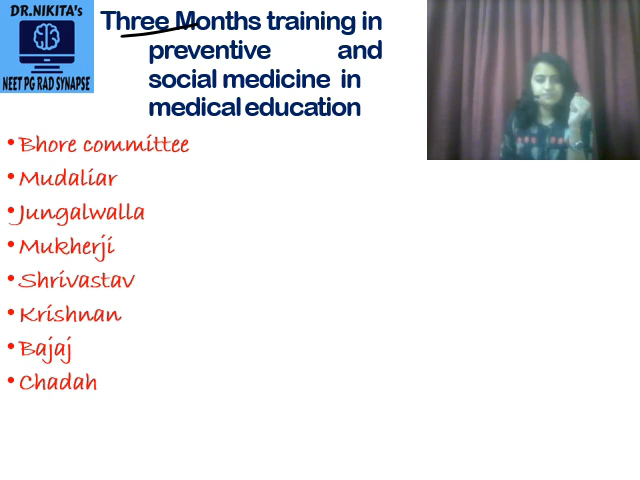 DR.NIKITA's
NEET PG RAD SYNAPSE
Three Months training in
preventive and
social medicine in
medical education
• Bhore committee
• Mudaliar
• Jungalwalla
• Mukherji
• Shrivastav
• Krishnan
• Bajaj
• Chadah